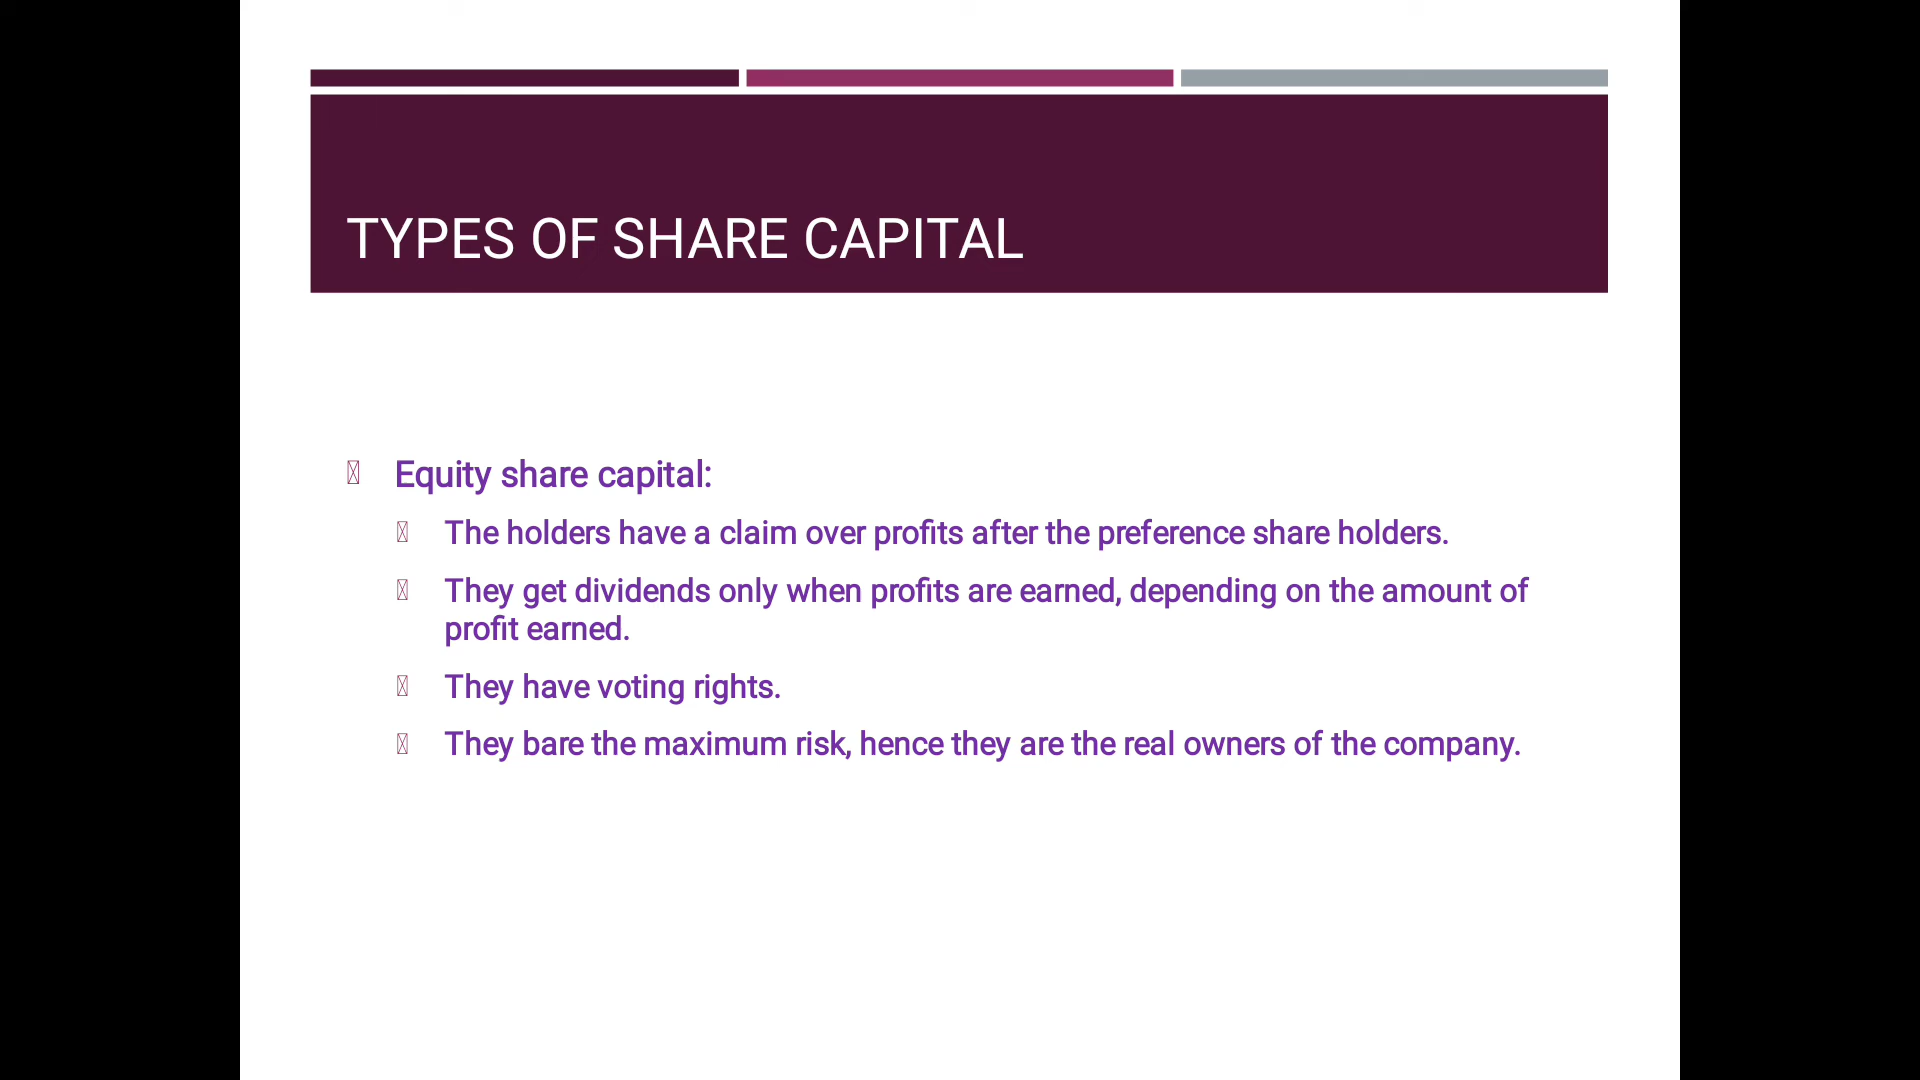 TYPES OF SHARE CAPITAL
Equity share capital:
The holders have a claim over profits after the preference share holders.
They get dividends only when profits are earned, depending on the amount of
profit earned.
They have voting rights.
They bare the maximum risk, hence they are the real owners of the company.